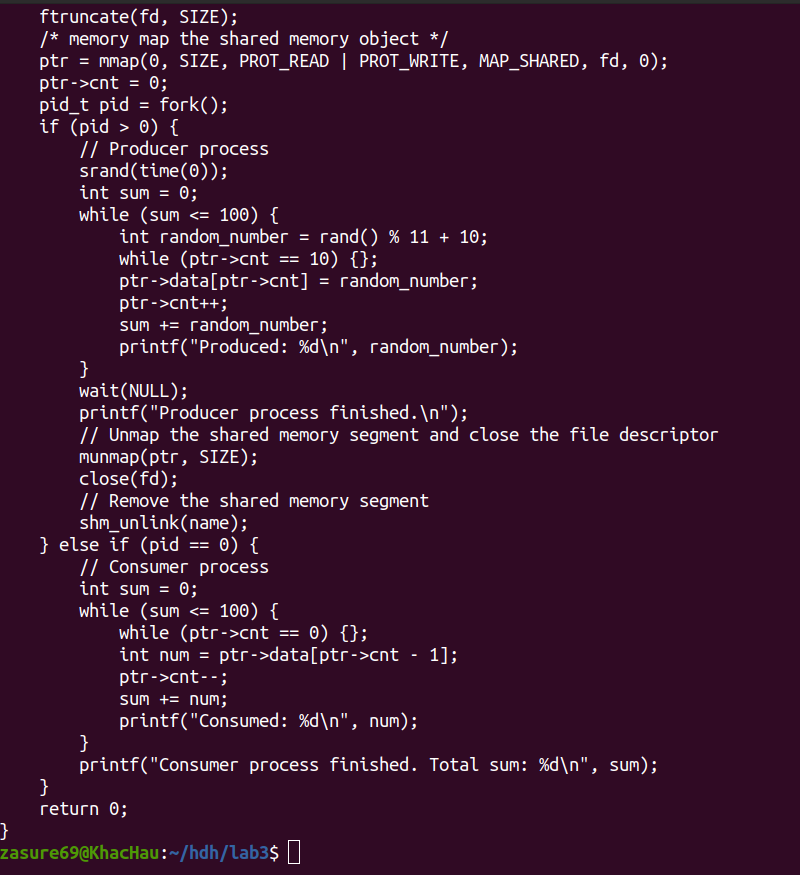 ftruncate(fd, SIZE);
    /* memory map the shared memory object */
    ptr = mmap(0, SIZE, PROT_READ | PROT_WRITE, MAP_SHARED, fd, 0);
    ptr->cnt = 0;
    pid_t pid = fork();
    if (pid > 0) {
        // Producer process
        srand(time(0));
        int sum = 0;
        while (sum <= 100) {
            int random_number = rand() % 11 + 10;
            while (ptr->cnt == 10) {};
            ptr->data[ptr->cnt] = random_number;
            ptr->cnt++;
            sum += random_number;
            printf("Produced: %d\n", random_number);
        }
        wait(NULL);
        printf("Producer process finished.\n");
        // Unmap the shared memory segment and close the file descriptor
        munmap(ptr, SIZE);
        close(fd);
        // Remove the shared memory segment
        shm_unlink(name);
    } else if (pid == 0) {
        // Consumer process
        int sum = 0;
        while (sum <= 100) {
            while (ptr->cnt == 0) {};
            int num = ptr->data[ptr->cnt - 1];
            ptr->cnt--;
            sum += num;
            printf("Consumed: %d\n", num);
        }
        printf("Consumer process finished. Total sum: %d\n", sum);
    }
    return 0;
}
zasure69@KhacHau:~/hdh/lab3$